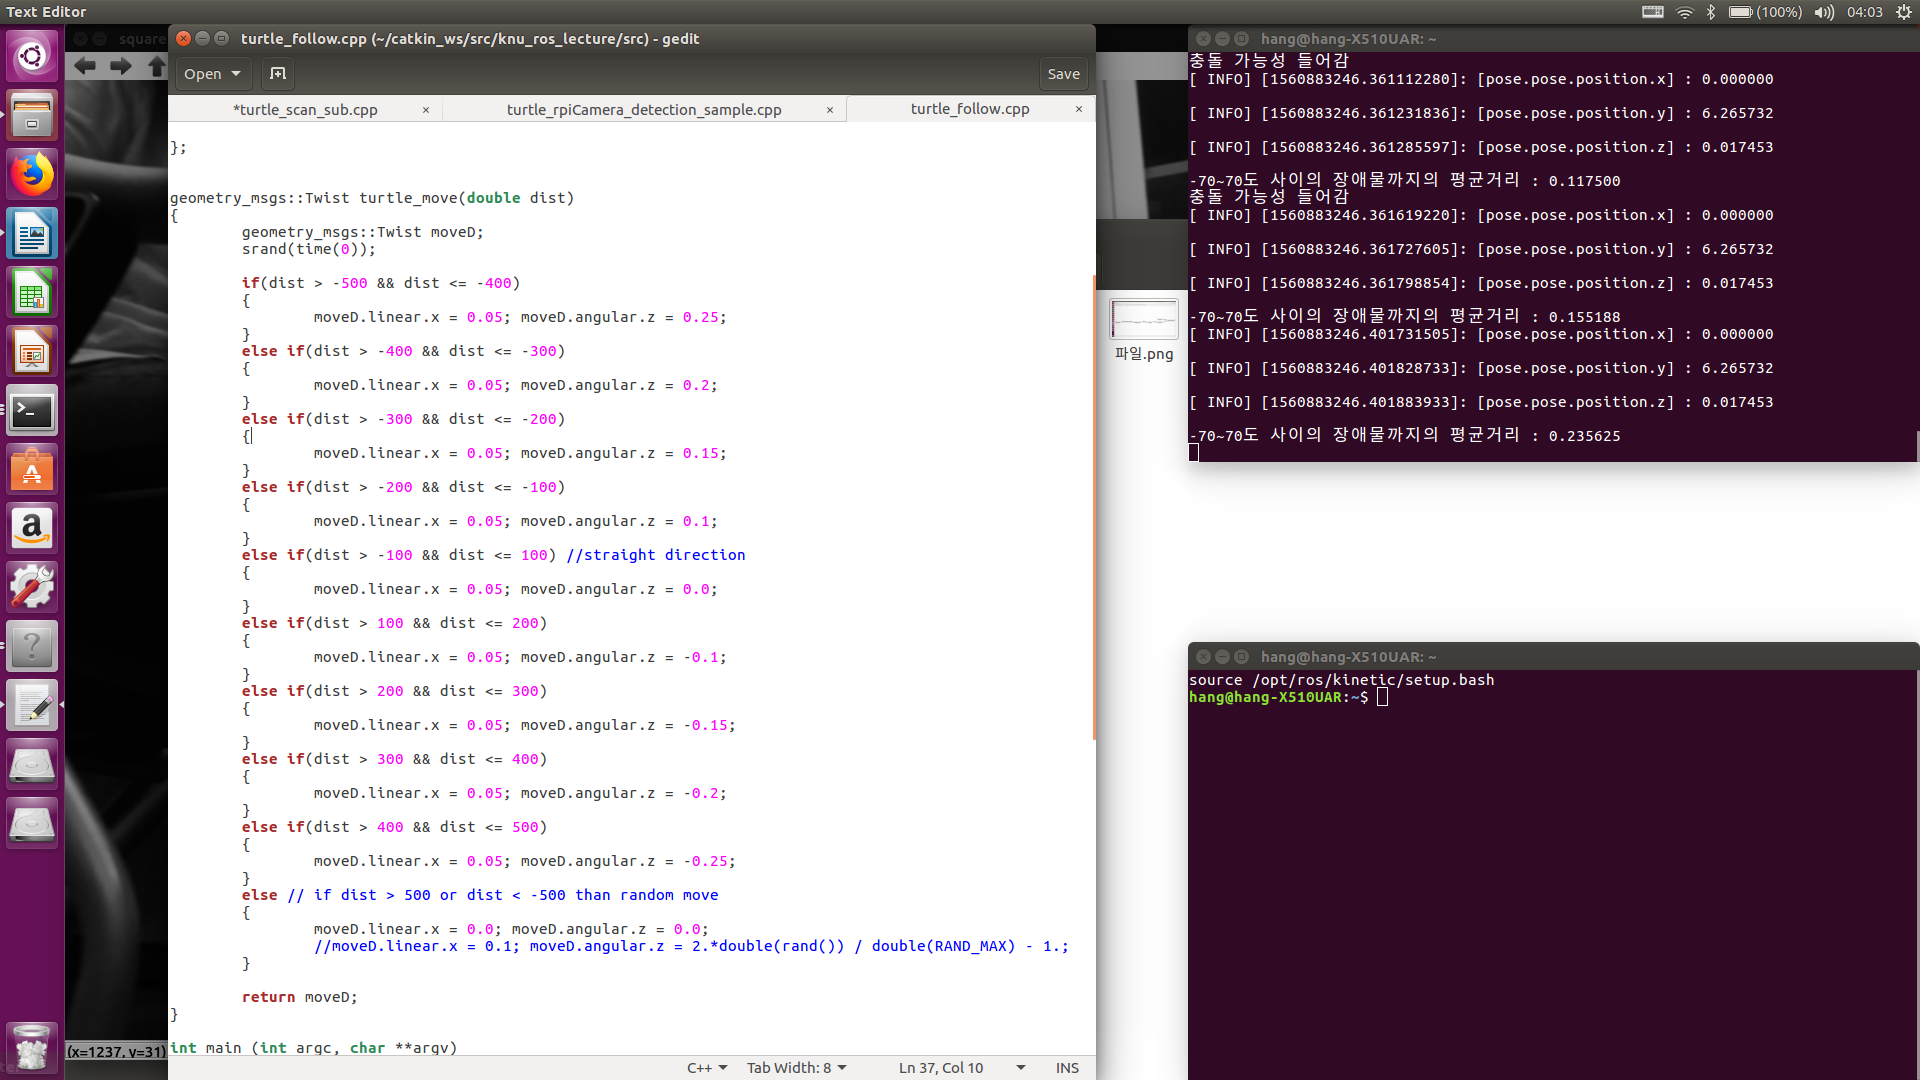 Text Editor
(100%)
04:03
square
turtle_follow.cpp (~/catkin_ws/src/knu_ros_lecture/src) - gedit
Open
Save
*turtle_scan_sub.cpp
turtle_rpiCamera_detection_sample.cpp
turtle_follow.cpp
};
geometry_msgs::Twist turtle_move(double dist)
{
geometry_msgs::Twist moveD;
srand(time(0));
if(dist > -500 && dist <= -400)
{
moveD.linear.x = 0.05; moveD.angular.z = 0.25;
}
else if(dist > -400 && dist <= -300)
{
moveD.linear.x = 0.05; moveD.angular.z = 0.2;
}
else if(dist > -300 && dist <= -200)
{
moveD.linear.x = 0.05; moveD.angular.z = 0.15;
}
else if(dist > -200 && dist <= -100)
{
moveD.linear.x = 0.05; moveD.angular.z = 0.1;
}
else if(dist > -100 && dist <= 100) //straight direction
{
moveD.linear.x = 0.05; moveD.angular.z = 0.0;
}
else if(dist > 100 && dist <= 200)
{
moveD.linear.x = 0.05; moveD.angular.z = -0.1;
}
else if(dist > 200 && dist <= 300)
{
moveD.linear.x = 0.05; moveD.angular.z = -0.15;
}
else if(dist > 300 && dist <= 400)
{
moveD.linear.x = 0.05; moveD.angular.z = -0.2;
}
else if(dist > 400 && dist <= 500)
{
moveD.linear.x = 0.05; moveD.angular.z = -0.25;
}
else // if dist > 500 or dist < -500 than random move
{
moveD.linear.x = 0.0; moveD.angular.z = 0.0;
//moveD.linear.x = 0.1; moveD.angular.z = 2.*double(rand()) / double(RAND_MAX) - 1.;
}
return moveD;
}
int main (int argc, char **argv)
C++
Tab Width: 8
Ln 37, Col 10
INS
(x=1237, y=31)
파일.png
hang@hang-X510UAR: ~
충돌 가능성 들어감
[ INFO] [1560883246.361112280]: [pose.pose.position.x] : 0.000000
[ INFO] [1560883246.361231836]: [pose.pose.position.y] : 6.265732
[ INFO] [1560883246.361285597]: [pose.pose.position.z] : 0.017453
-70~70도 사이의 장애물까지의 평균거리 : 0.117500
충돌 가능성 들어감
[ INFO] [1560883246.361619220]: [pose.pose.position.x] : 0.000000
[ INFO] [1560883246.361727605]: [pose.pose.position.y] : 6.265732
[ INFO] [1560883246.361798854]: [pose.pose.position.z] : 0.017453
-70~70도 사이의 장애물까지의 평균거리 : 0.155188
[ INFO] [1560883246.401731505]: [pose.pose.position.x] : 0.000000
[ INFO] [1560883246.401828733]: [pose.pose.position.y] : 6.265732
[ INFO] [1560883246.401883933]: [pose.pose.position.z] : 0.017453
-70~70도 사이의 장애물까지의 평균거리 : 0.235625
hang@hang-X510UAR: ~
source /opt/ros/kinetic/setup.bash
hang@hang-X510UAR:~$